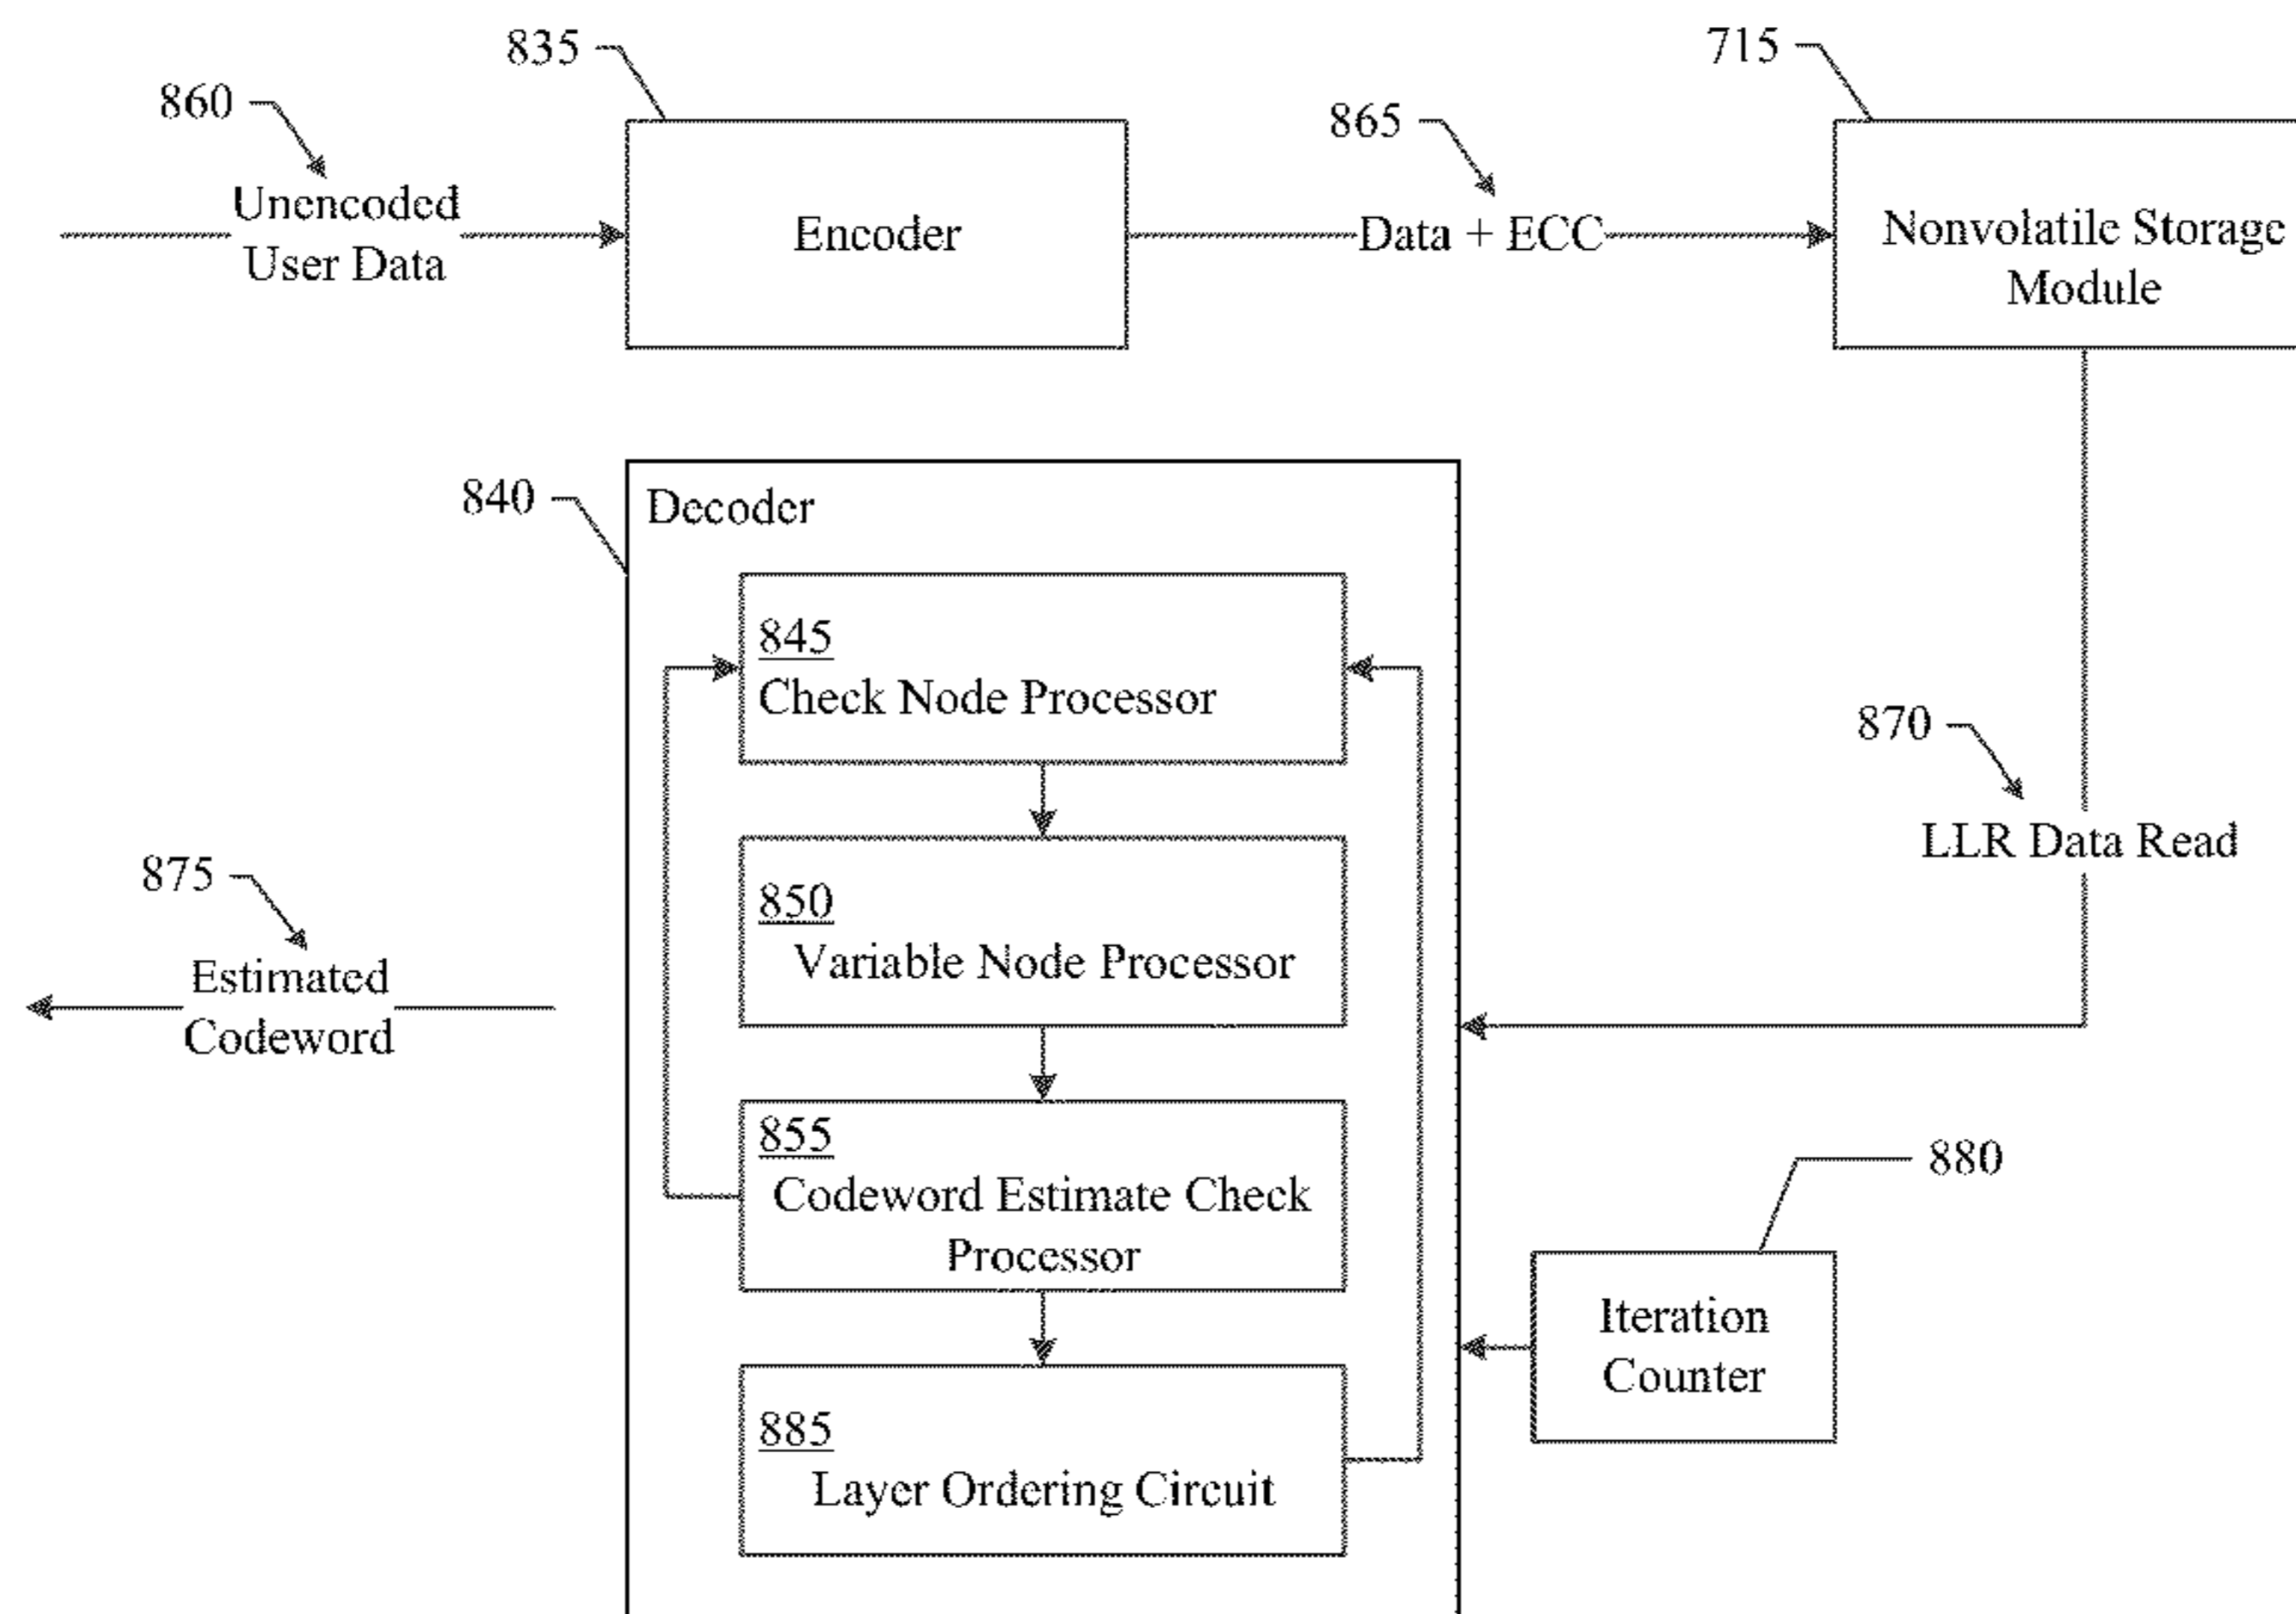 835
715
860
865
Unencoded
User Data
Encoder
Data + ECC
Nonvolatile Storage
Module
840
Decoder
845
Check Node Processor
870
LLR Data Read
850
Variable Node Processor
875
Estimated
Codeword
855
Codeword Estimate Check
Processor
880
Iteration
Counter
885
Layer Ordering Circuit